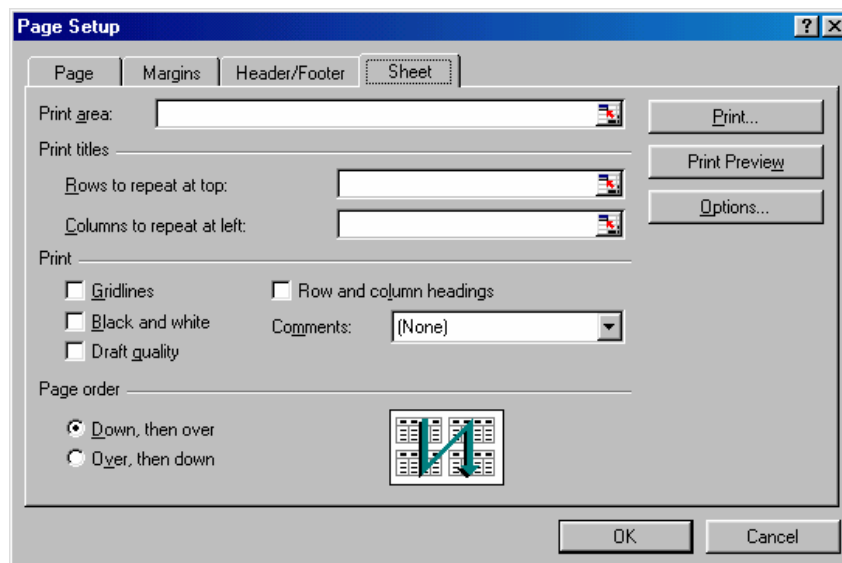 Page Setup
Page Margins Header/Footer Sheet
Print area:
Print...
Print titles
Print Preview
Rows to repeat at top:
Options...
Columns to repeat at left:
Print
Gridlines Row and column headings
Black and white Comments: (None)
Draft quality
Page order
Down, then over
Over, then down
OK Cancel